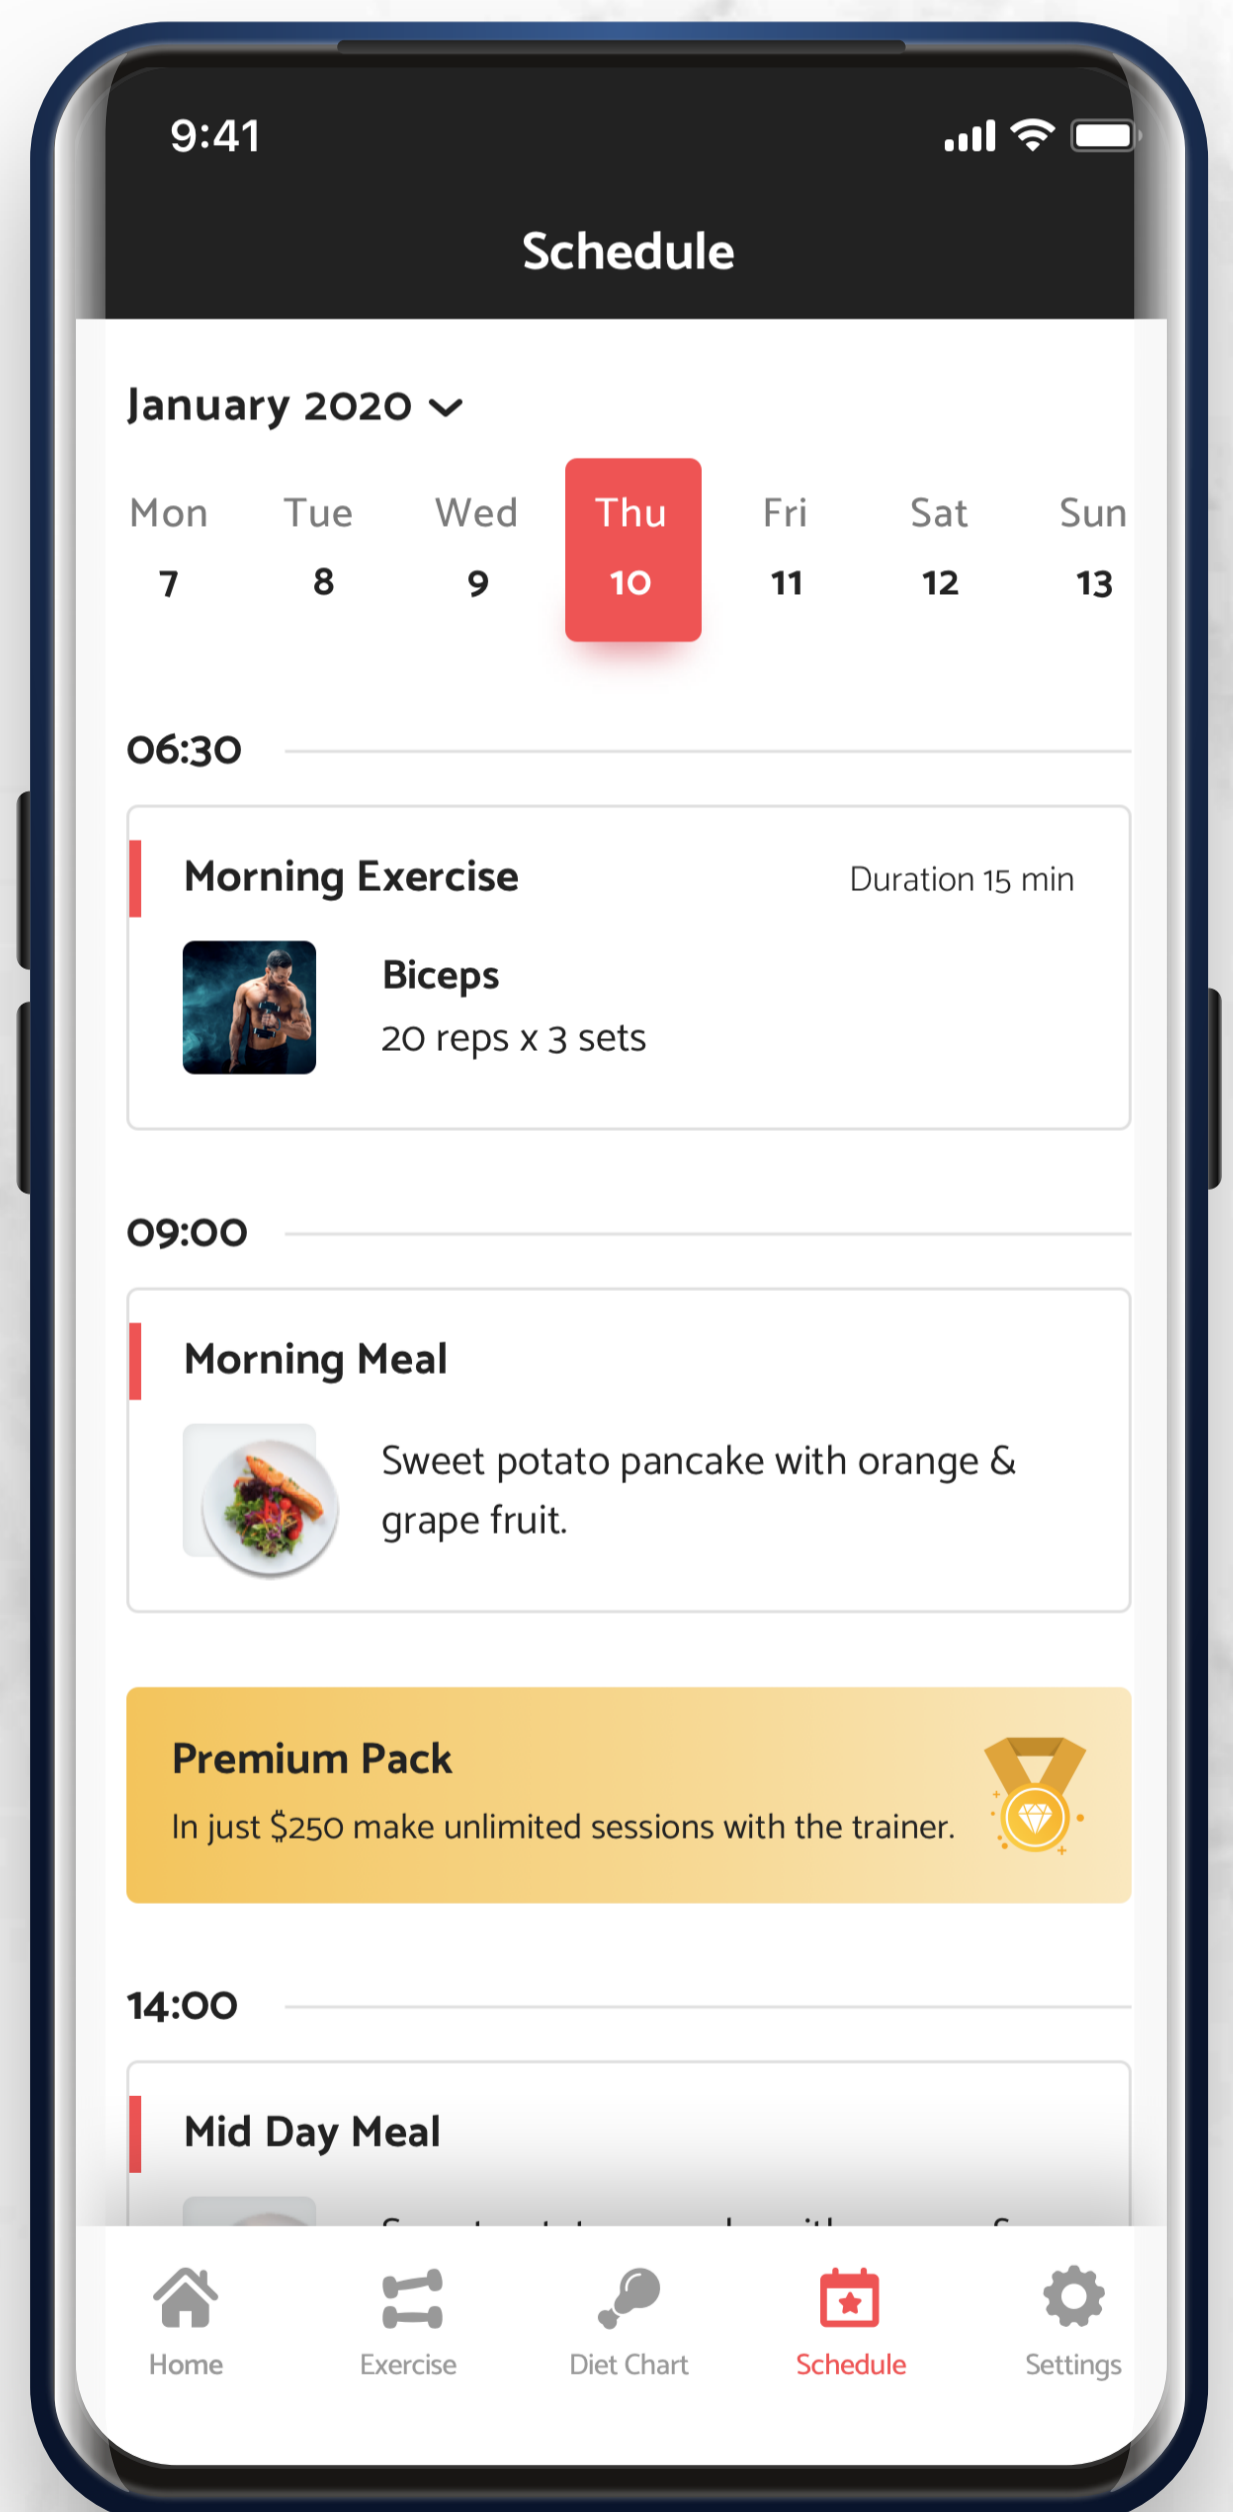 9:41
Schedule
January 2020
Mon Tue Wed Thu Fri Sat Sun
7 8 9 10 11 12 13
06:30
Morning Exercise Duration 15 min
Biceps
20 reps x 3 sets
09:00
Morning Meal
Sweet potato pancake with orange &
grape fruit.
Premium Pack
In just $250 make unlimited sessions with the trainer.
14:00
Mid Day Meal
Home Exercise Diet Chart Schedule Settings